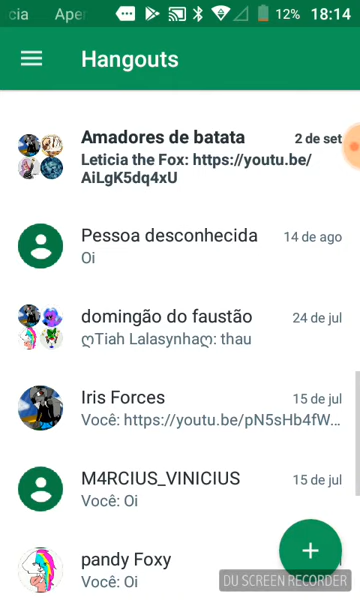 cia Aper 12% 18:14
Hangouts
Amadores de batata 2 de set
Leticia the Fox: https://youtu.be/
AiLgK5dq4xU
Pessoa desconhecida 14 de ago
Oi
domingão do faustão 24 de jul
ღTiah Lalasynhaღ: thau
Iris Forces 15 de jul
Você: https://youtu.be/pN5sHb4fW...
M4RCIUS_VINICIUS 15 de jul
Você: Oi
pandy Foxy
Você: Oi
DU SCREEN RECORDER